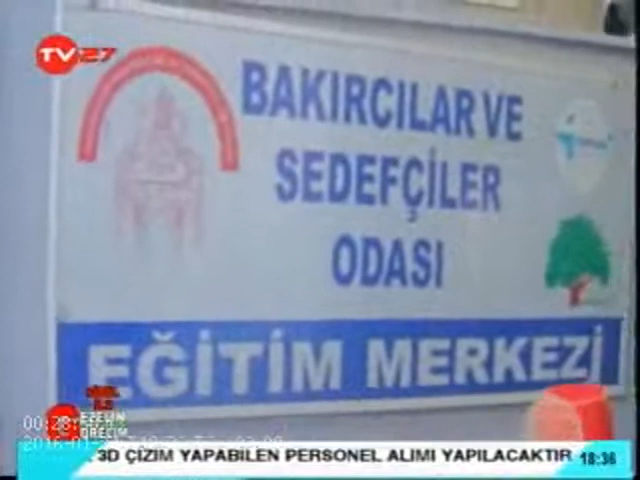 TV27
BAKIRCILAR VE
SEDEFÇİLER
ODASI
EĞİTİM MERKEZİ
3D ÇİZİM YAPABİLEN PERSONEL ALIMI YAPILACAKTIR
18:36